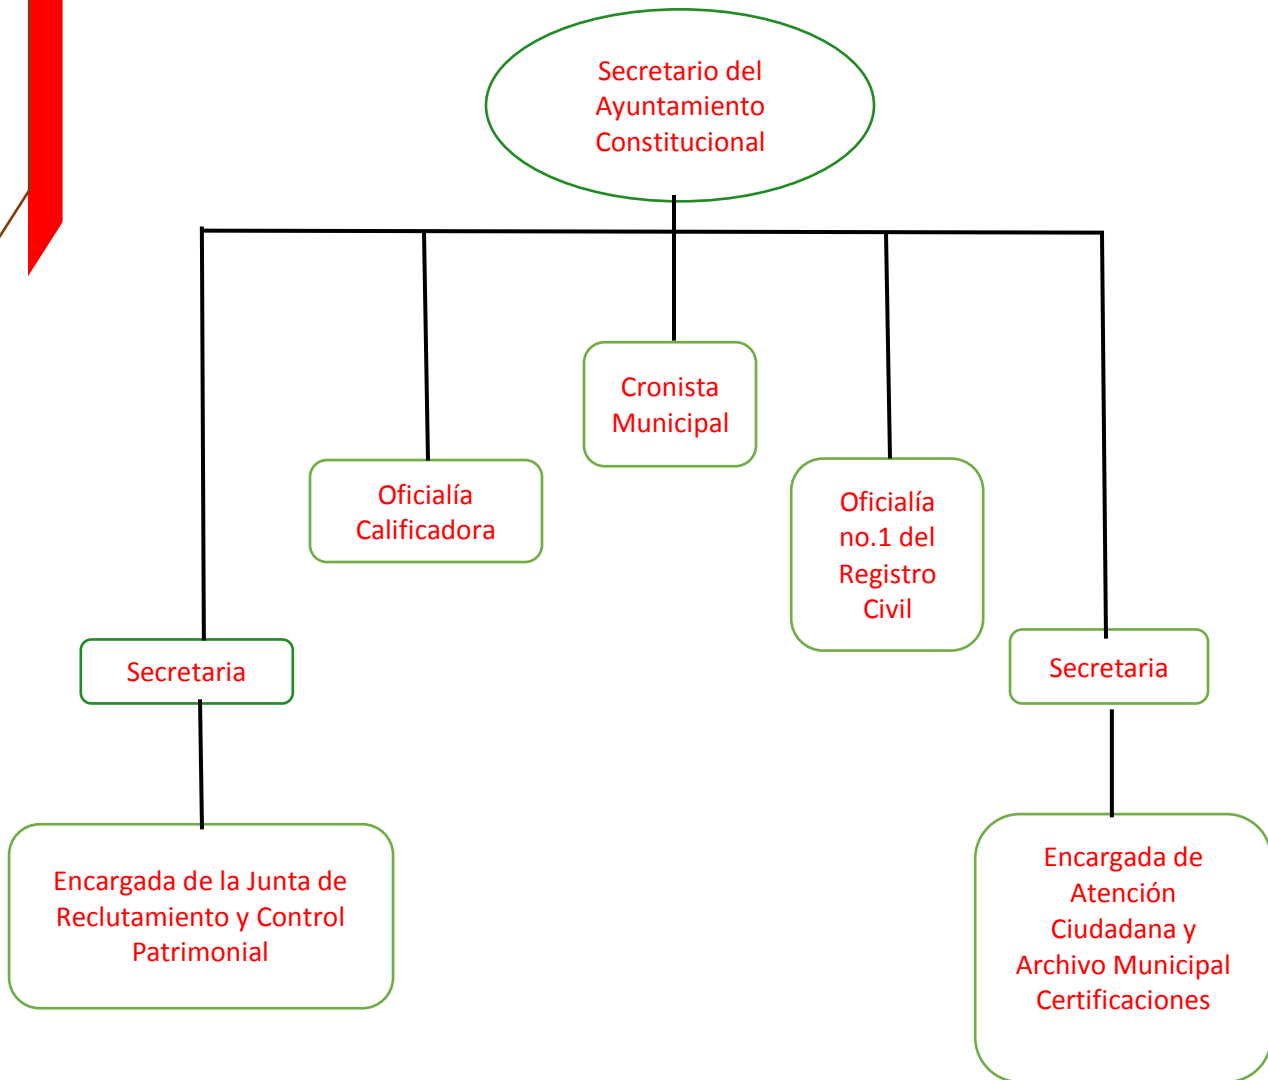 Secretario del
Ayuntamiento
Constitucional
Cronista
Municipal
Oficialía
Calificadora
Oficialía
no.1 del
Registro
Civil
Secretaria
Secretaria
Encargada de la Junta de
Reclutamiento y Control
Patrimonial
Encargada de
Atención
Ciudadana y
Archivo Municipal
Certificaciones